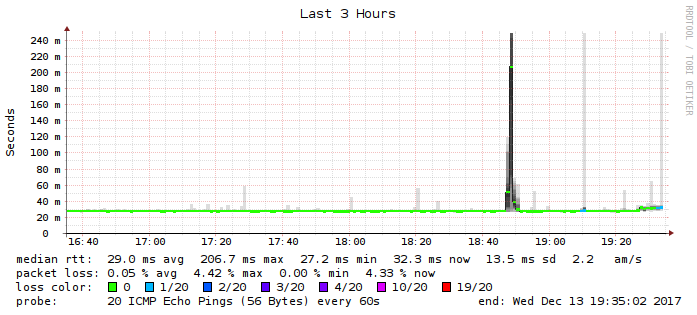 Last 3 Hours
RRDTOOL / TOBI OETIKER
Seconds
240 m
220 m
200 m
180 m
160 m
140 m
120 m
100 m
80 m
60 m
40 m
20 m
0
16:40 17:00 17:20 17:40 18:00 18:20 18:40 19:00 19:20
median rtt: 29.0 ms avg 206.7 ms max 27.2 ms min 32.3 ms now 13.5 ms sd 2.2 am/s
packet loss: 0.05 % avg 4.42 % max 0.00 % min 4.33 % now
loss color: 0 1/20 2/20 3/20 4/20 10/20 19/20
probe: 20 ICMP Echo Pings (56 Bytes) every 60s end: Wed Dec 13 19:35:02 2017